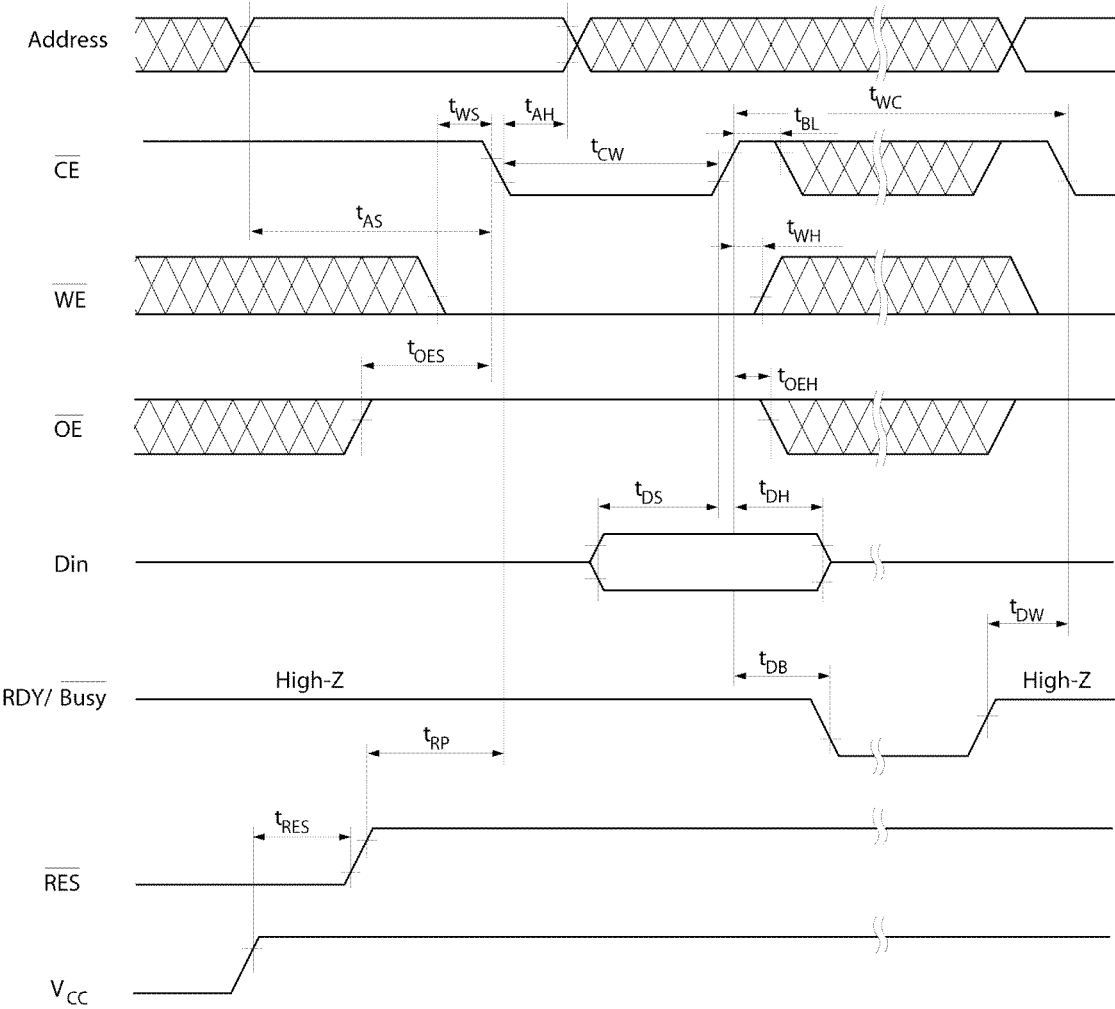 Address
tWS
tAH
tWC
tBL
CE
tCW
tAS
tWH
WE
tOES
tOEH
OE
tDS
tDH
Din
tDW
tDB
High-Z
High-Z
RDY/ Busy
tRP
tRES
RES
VCC